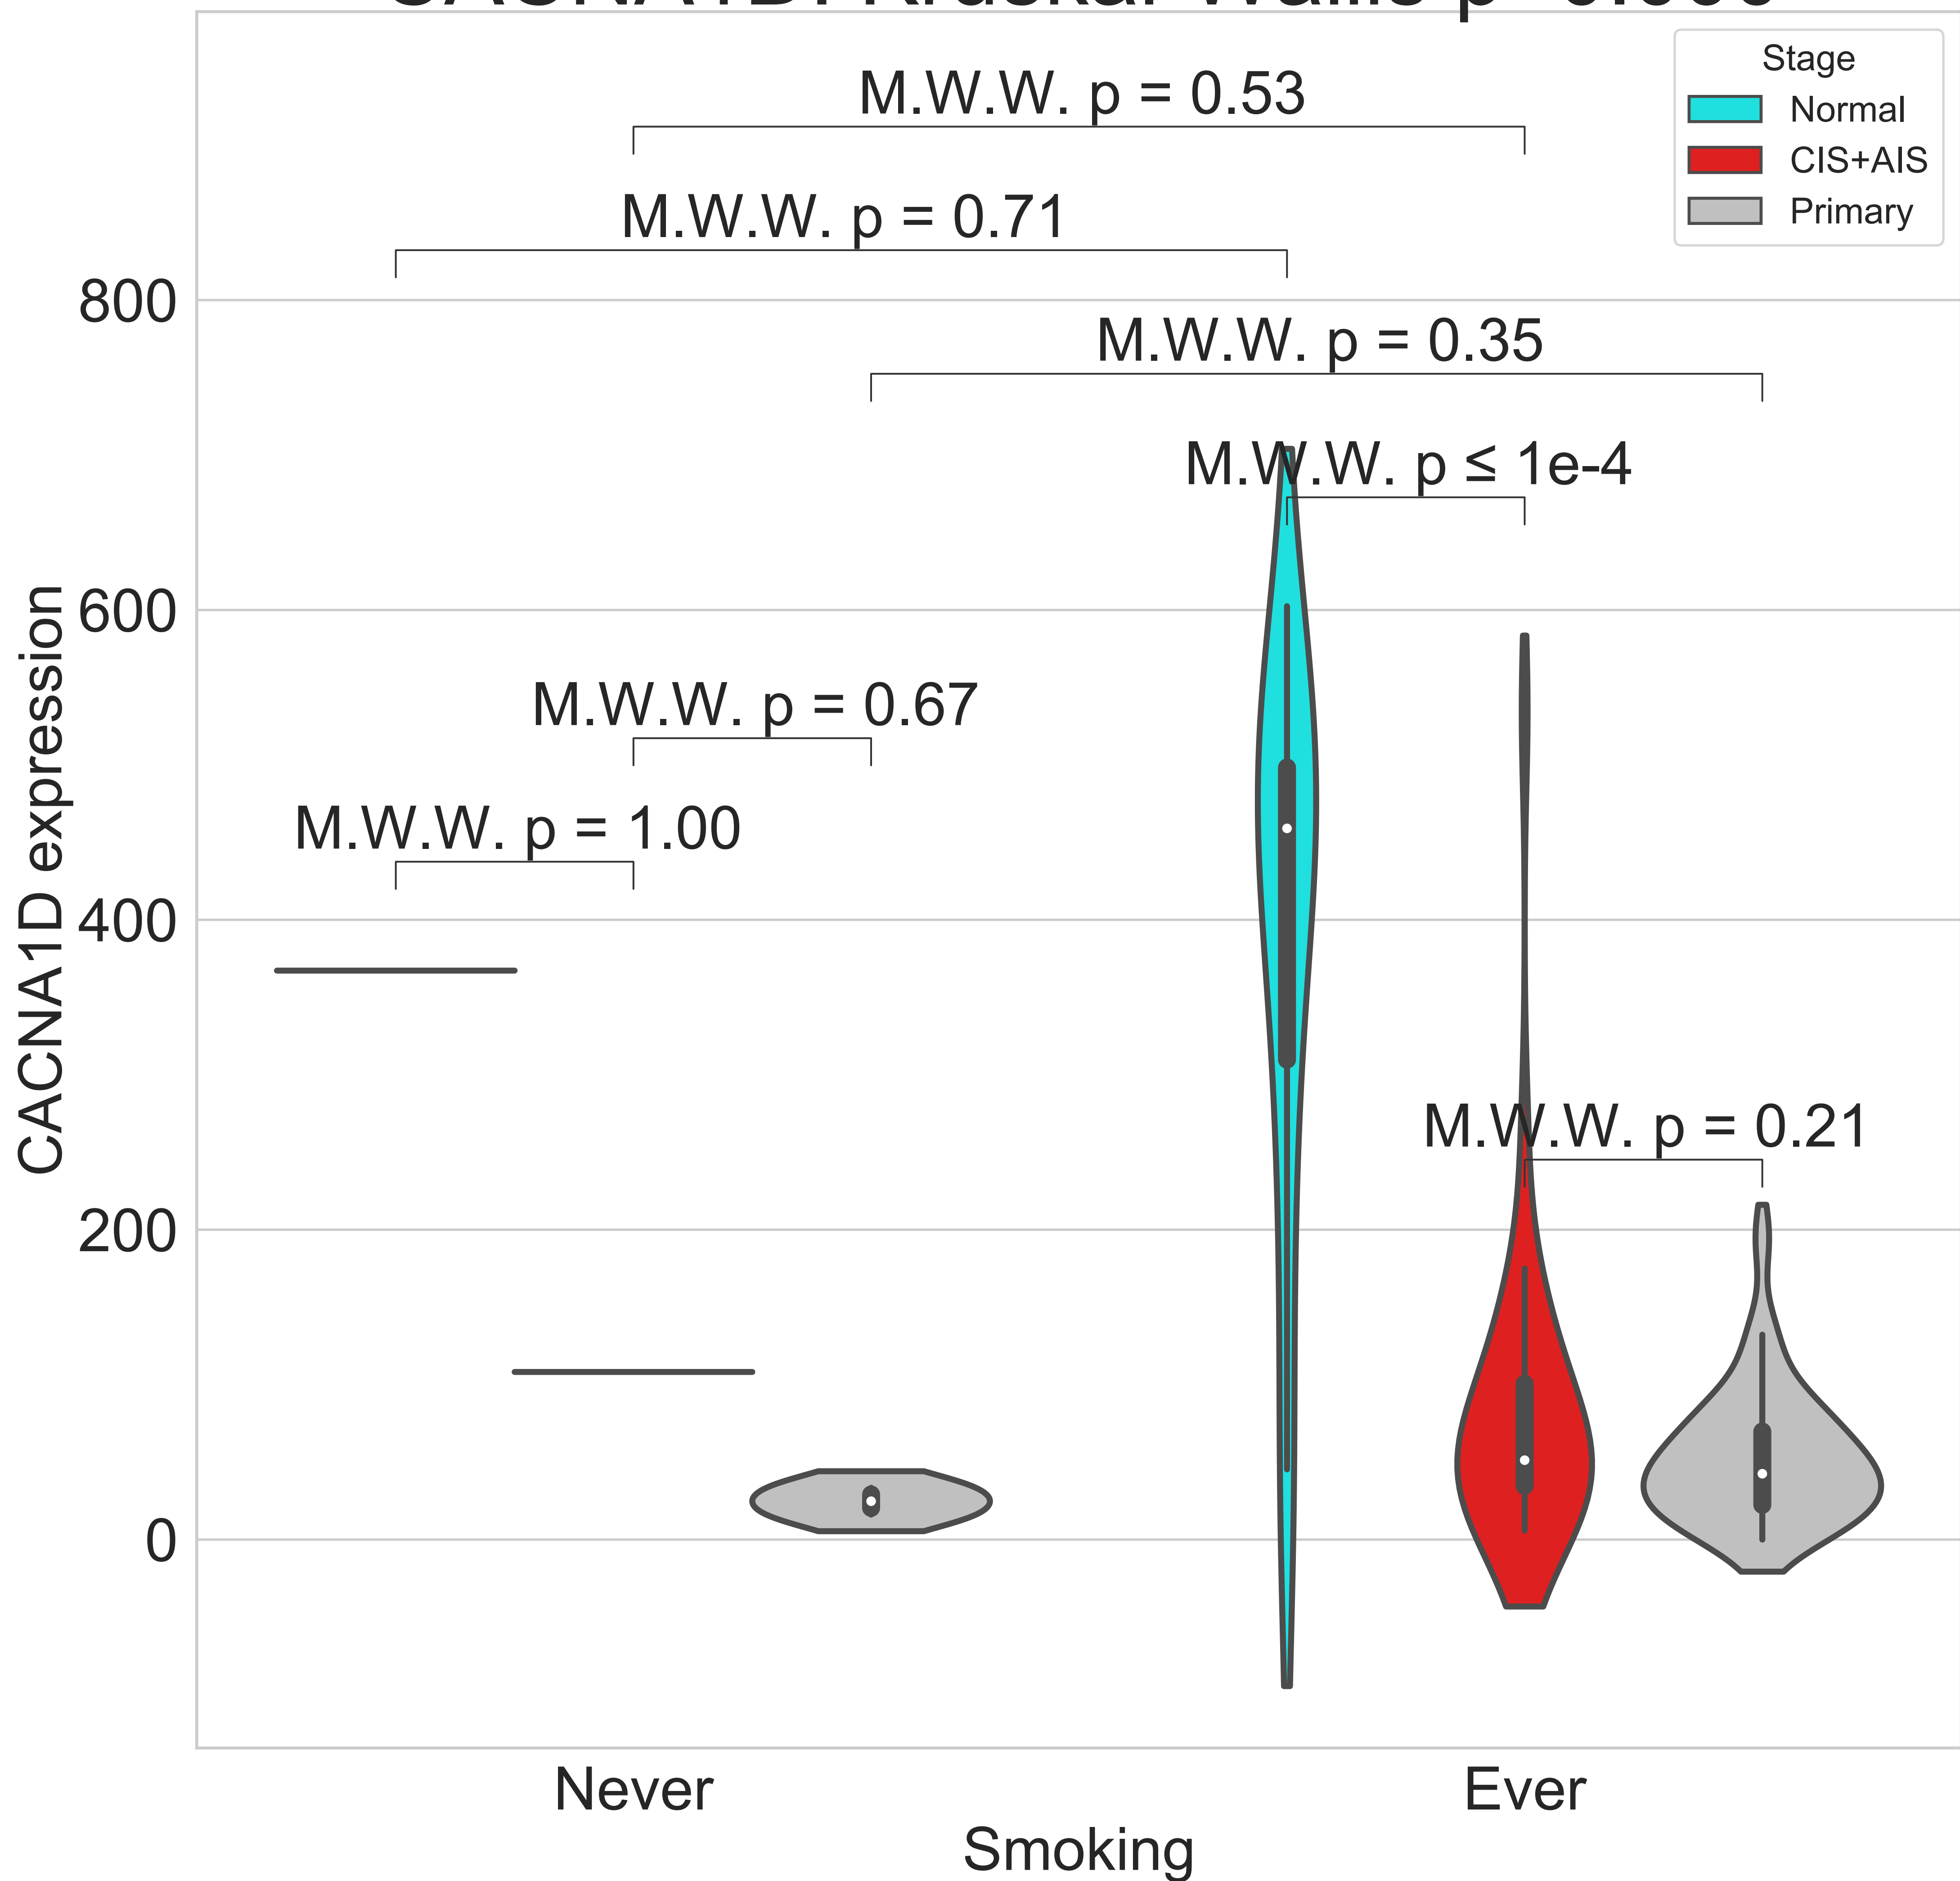 Stage
Normal
CIS+AIS
Primary
M.W.W. p = 0.53
M.W.W. p = 0.71
M.W.W. p = 0.35
M.W.W. p ≤ 1e-4
M.W.W. p = 0.67
M.W.W. p = 1.00
M.W.W. p = 0.21
800
600
400
200
0
CACNA1D expression
Never
Ever
Smoking